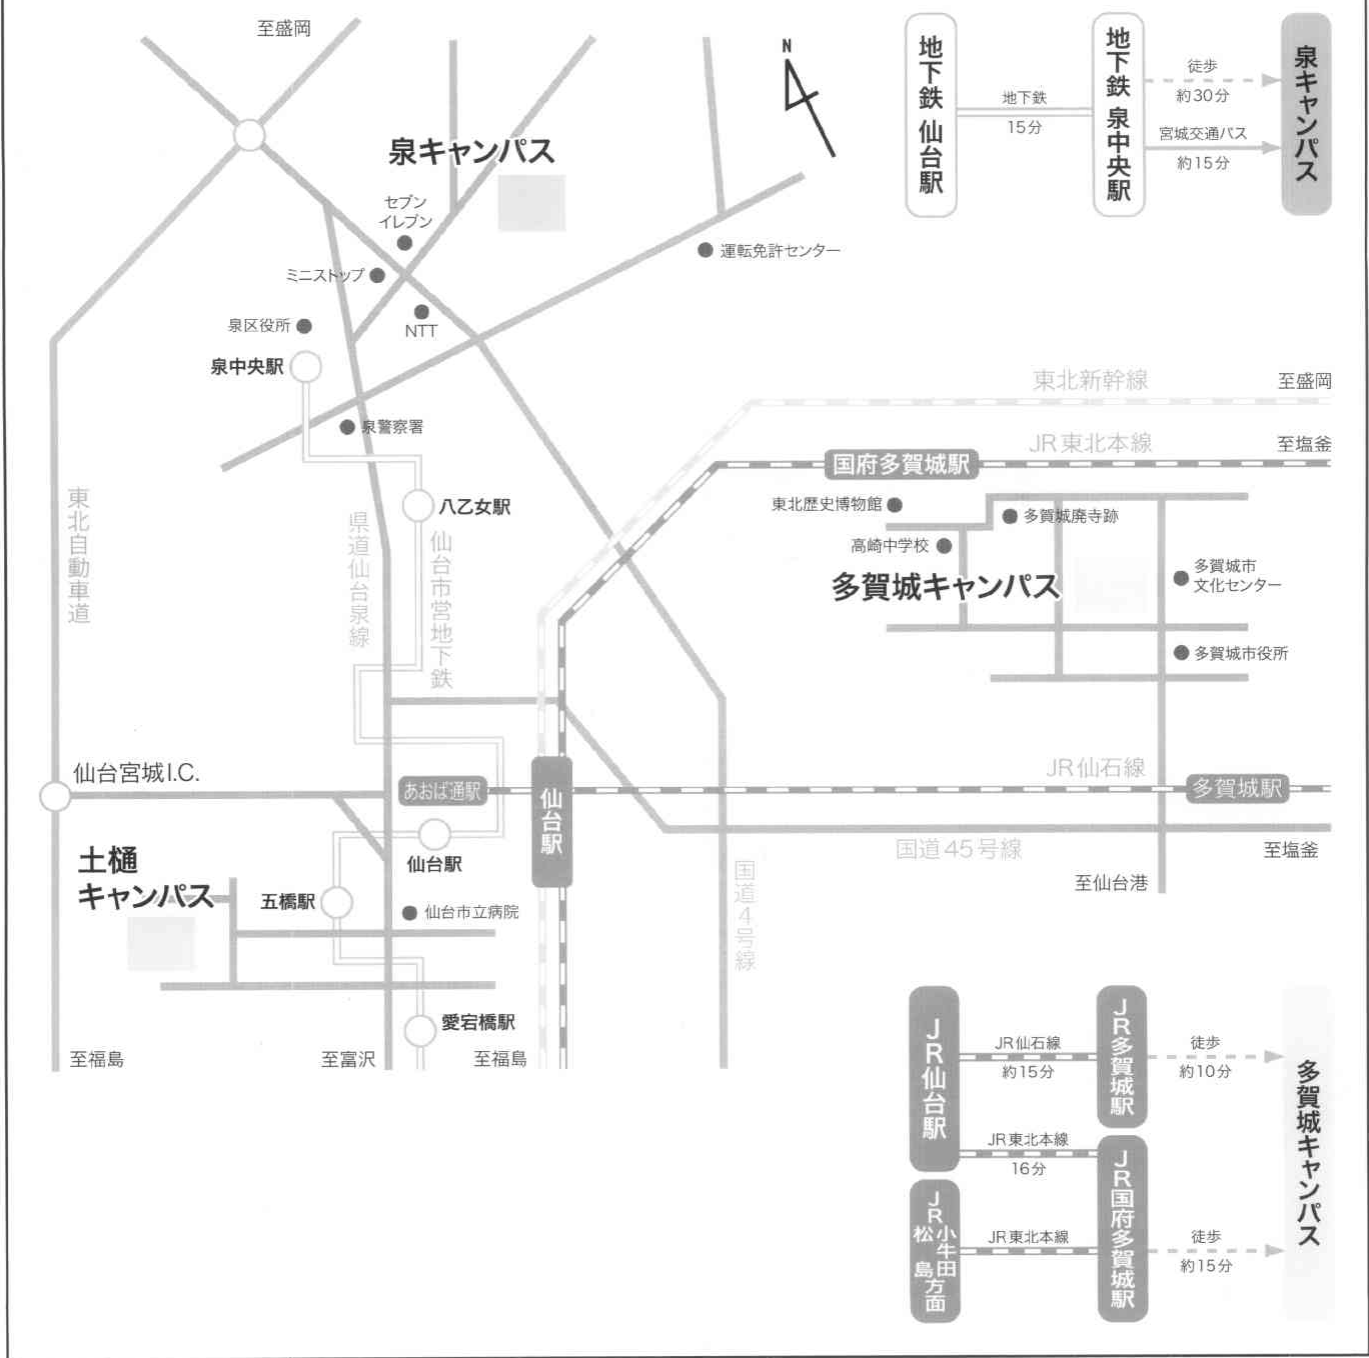 至盛岡
N
泉キャンパス
セブン
イレブン
ミニストップ
NTT
運転免許センター
泉区役所
泉中央駅
泉警察署
八乙女駅
東北自動車道
県道仙台泉線
仙台市営地下鉄
東北新幹線
至盛岡
JR東北本線
至塩釜
国府多賀城駅
東北歴史博物館
多賀城廃寺跡
高崎中学校
多賀城キャンパス
多賀城市
文化センター
多賀城市役所
仙台宮城I.C.
あおば通駅
仙台駅
JR仙石線
多賀城駅
仙台駅
国道45号線
至塩釜
至仙台港
国道4号線
土樋
キャンパス
五橋駅
仙台市立病院
愛宕橋駅
至福島
至富沢
至福島
地下鉄 仙台駅
地下鉄
15分
地下鉄 泉中央駅
徒歩
約30分
宮城交通バス
約15分
泉キャンパス
JR仙台駅
JR仙石線
約15分
JR多賀城駅
徒歩
約10分
JR東北本線
16分
JR国府多賀城駅
JR
小牛田
松島
方面
JR東北本線
徒歩
約15分
多賀城キャンパス